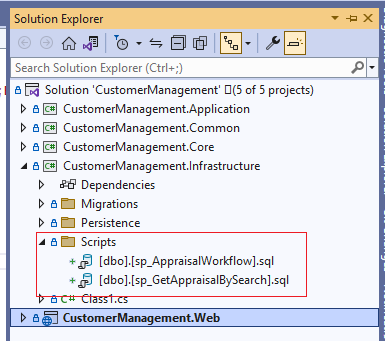 Solution Explorer
Search Solution Explorer (Ctrl+;)
Solution 'CustomerManagement' (5 of 5 projects)
CustomerManagement.Application
CustomerManagement.Common
CustomerManagement.Core
CustomerManagement.Infrastructure
Dependencies
Migrations
Persistence
Scripts
[dbo].[sp_AppraisalWorkflow].sql
[dbo].[sp_GetAppraisalBySearch].sql
C# Class1.cs
CustomerManagement.Web